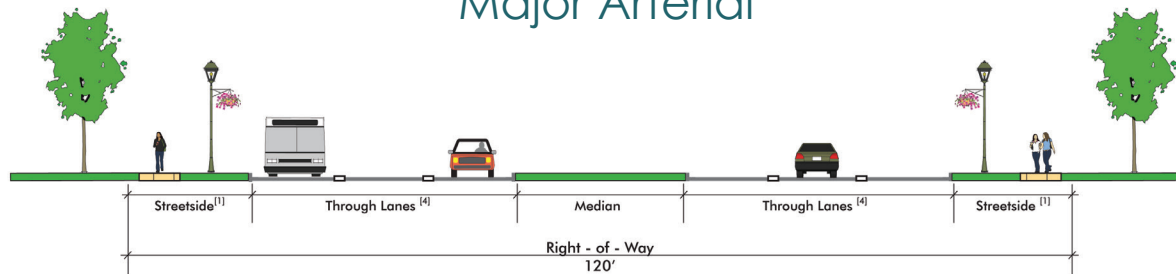 Major Arterial
Streetside[1] Through Lanes [4] Median Through Lanes [4] Streetside [1]
Right - of - Way
120'